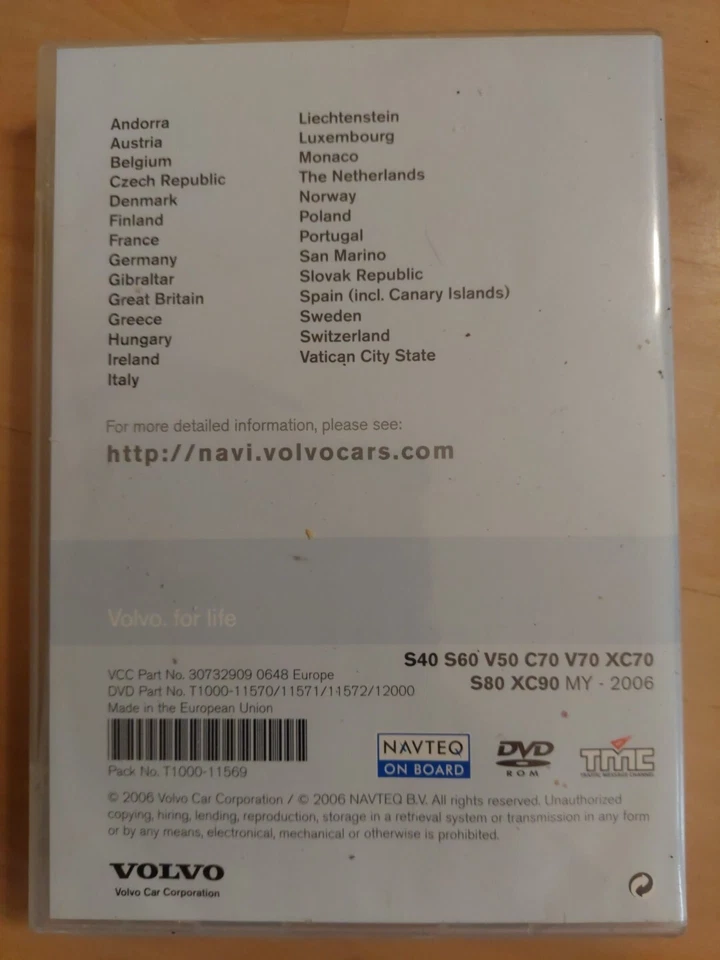 Andorra
Austria
Belgium
Czech Republic
Denmark
Finland
France
Germany
Gibraltar
Great Britain
Greece
Hungary
Ireland
Italy
Liechtenstein
Luxembourg
Monaco
The Netherlands
Norway
Poland
Portugal
San Marino
Slovak Republic
Spain (incl. Canary Islands)
Sweden
Switzerland
Vatican City State
For more detailed information, please see:
http://navi.volvocars.com
Volvo. for life
S40 S60 V50 C70 V70 XC70
S80 XC90 MY - 2006
VCC Part No. 30732909 0648 Europe
DVD Part No. T1000-11570/11571/11572/12000
Made in the European Union
Pack No. T1000-11569
NAVTEQ
ON BOARD
DVD
ROM
TMC
TRAFFIC MESSAGE CHANNEL
© 2006 Volvo Car Corporation / © 2006 NAVTEQ B.V. All rights reserved. Unauthorized
copying, hiring, lending, reproduction, storage in a retrieval system or transmission in any form
or by any means, electronical, mechanical or otherwise is prohibited.
VOLVO
Volvo Car Corporation